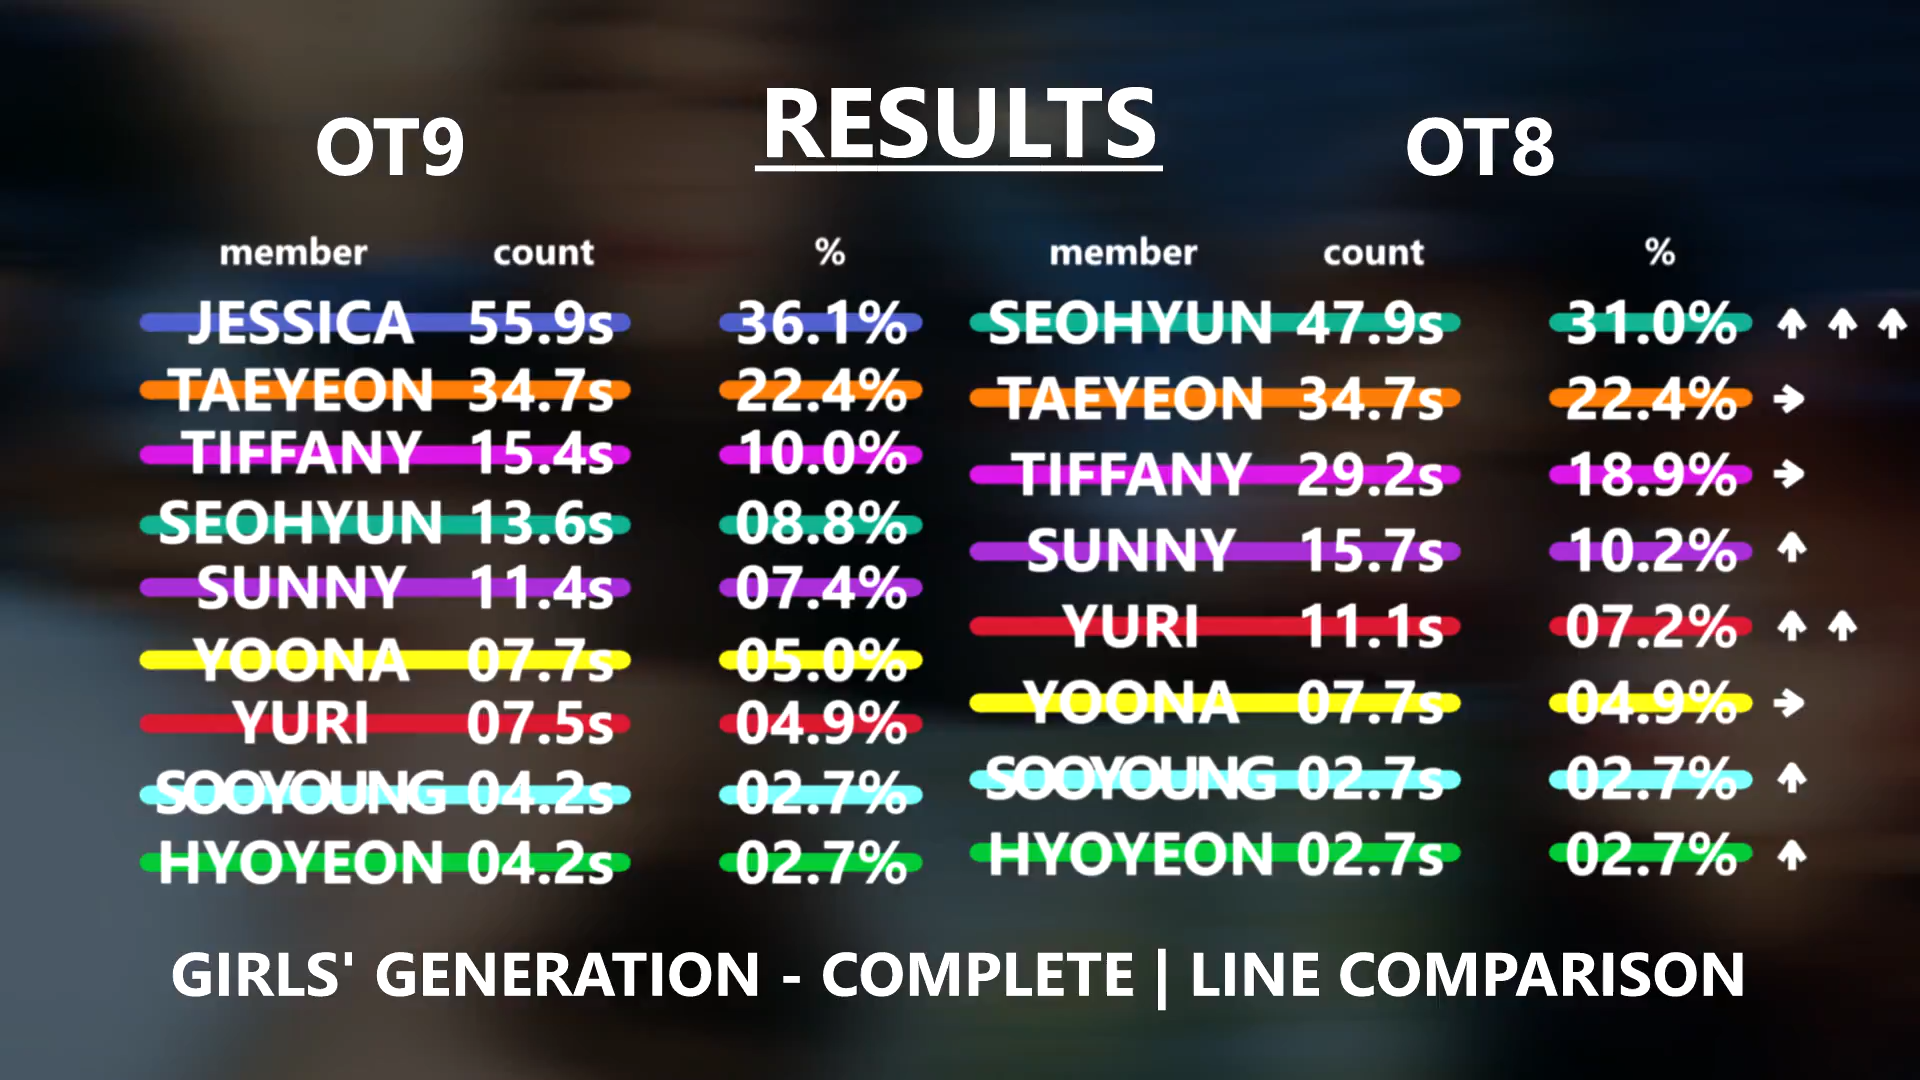 RESULTS
OT9
member count %
JESSICA 55.9s 36.1%
TAEYEON 34.7s 22.4%
TIFFANY 15.4s 10.0%
SEOHYUN 13.6s 08.8%
SUNNY 11.4s 07.4%
YOONA 07.7s 05.0%
YURI 07.5s 04.9%
SOOYOUNG 04.2s 02.7%
HYOYEON 04.2s 02.7%
OT8
member count %
SEOHYUN 47.9s 31.0% ↑ ↑ ↑
TAEYEON 34.7s 22.4% →
TIFFANY 29.2s 18.9% →
SUNNY 15.7s 10.2% ↑
YURI 11.1s 07.2% ↑ ↑
YOONA 07.7s 04.9% →
SOOYOUNG 02.7s 02.7% ↑
HYOYEON 02.7s 02.7% ↑
GIRLS' GENERATION - COMPLETE | LINE COMPARISON